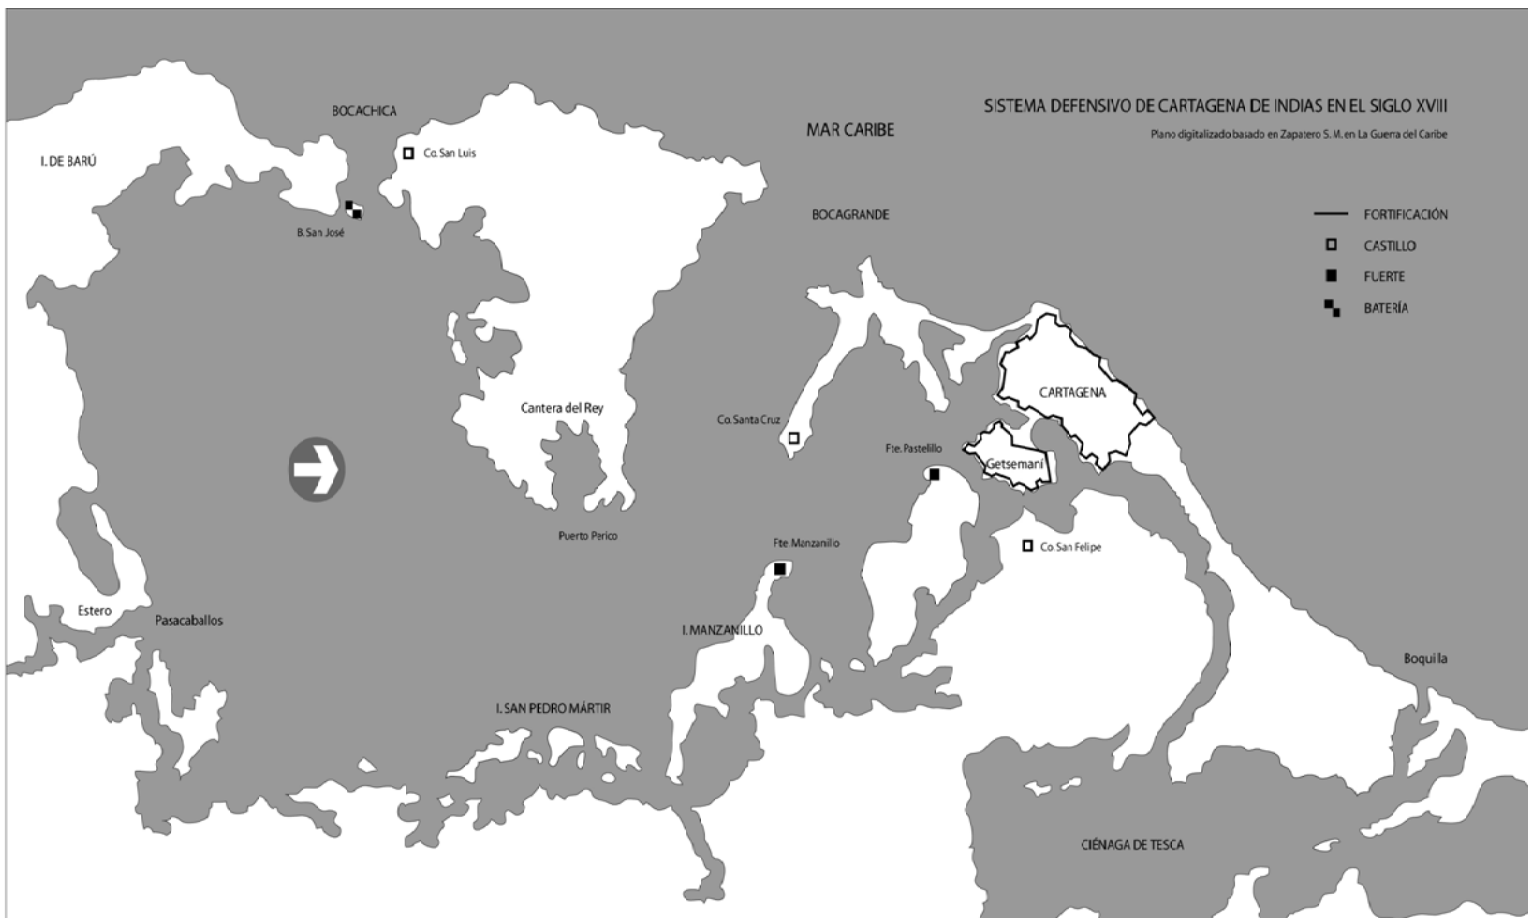 SISTEMA DEFENSIVO DE CARTAGENA DE INDIAS EN EL SIGLO XVIII
Plano digitalizado basado en Zapatero S. M. en La Guerra del Caribe
BOCACHICA
MAR CARIBE
I. DE BARÚ
Co. San Luis
BOCAGRANDE
B. San José
FORTIFICACIÓN
CASTILLO
FUERTE
BATERÍA
CARTAGENA
Cantera del Rey
Co. Santa Cruz
Fte. Pastelillo
Getsemaní
Puerto Perico
Fte. Manzanillo
Co. San Felipe
Estero
Pasacaballos
I. MANZANILLO
Boquilla
I. SAN PEDRO MÁRTIR
CIÉNAGA DE TESCA